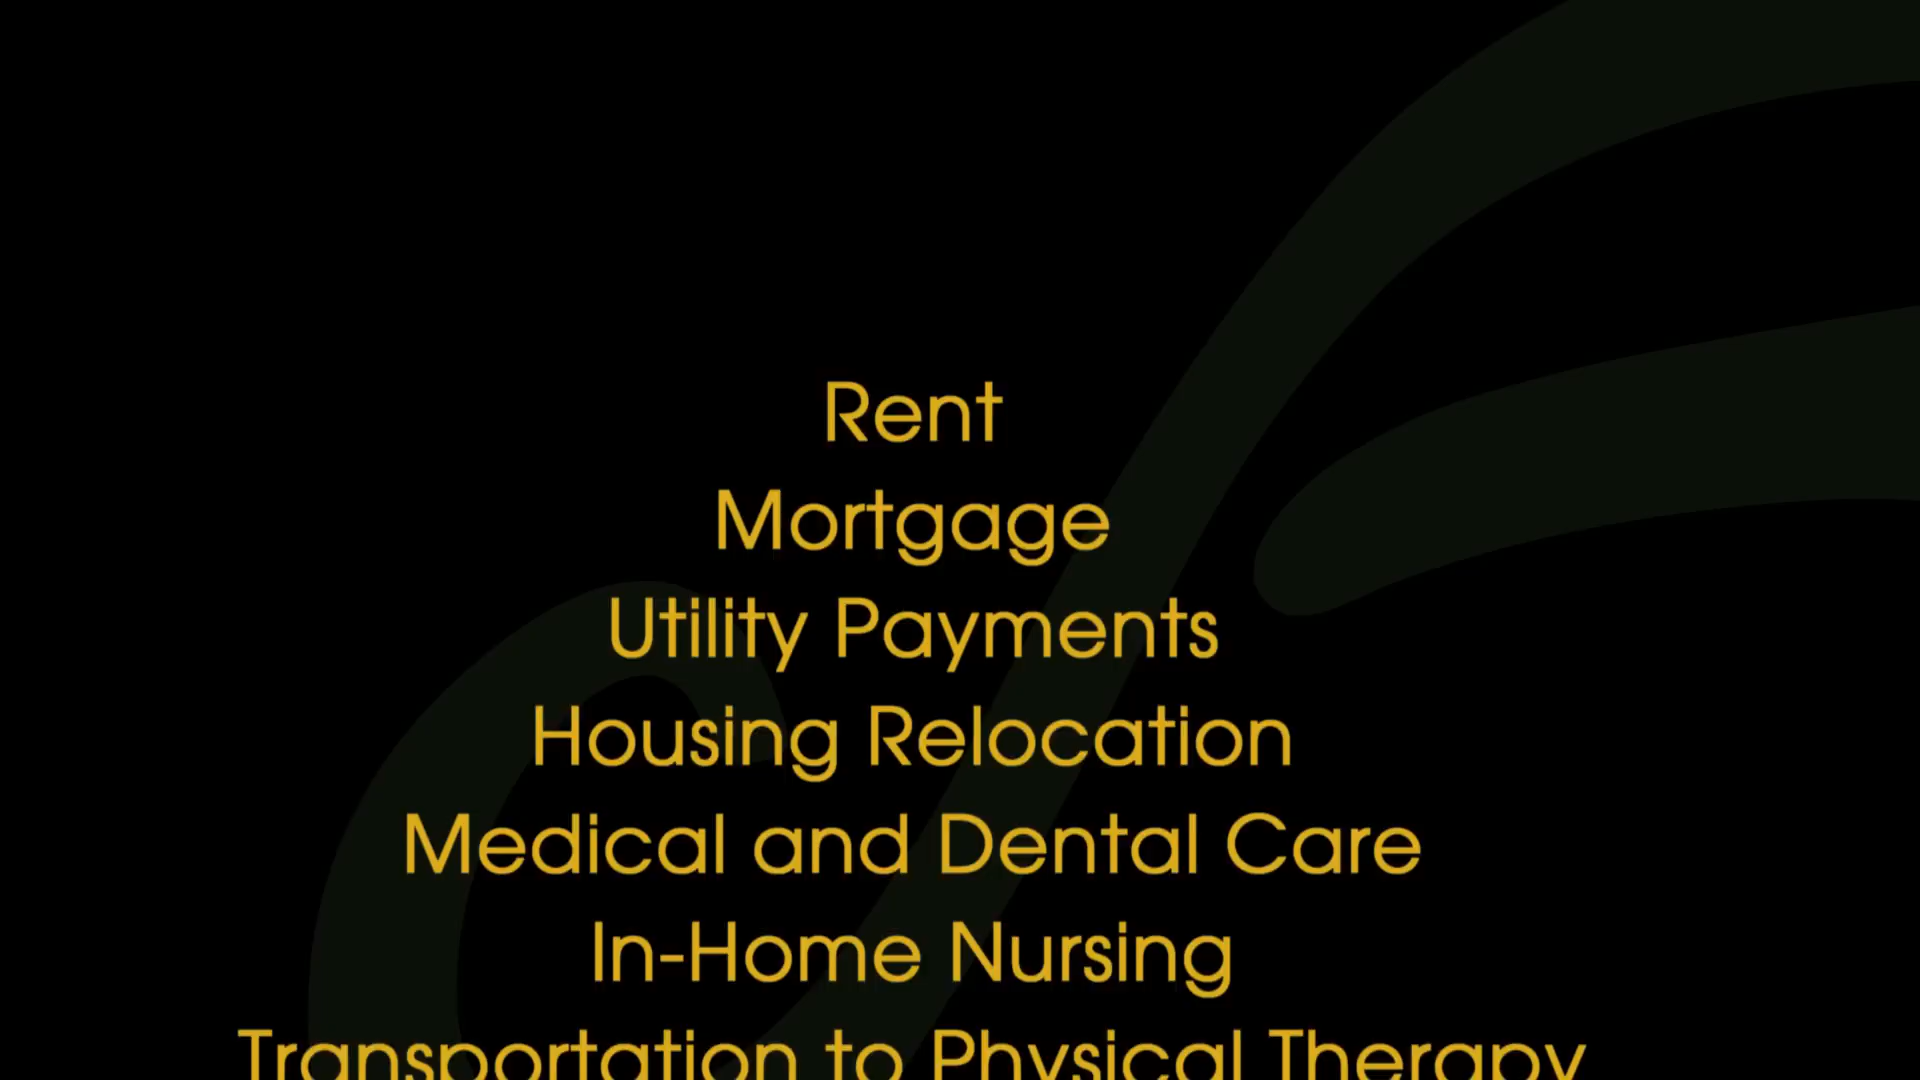 Rent
Mortgage
Utility Payments
Housing Relocation
Medical and Dental Care
In-Home Nursing
Transportation to Physical Therapy